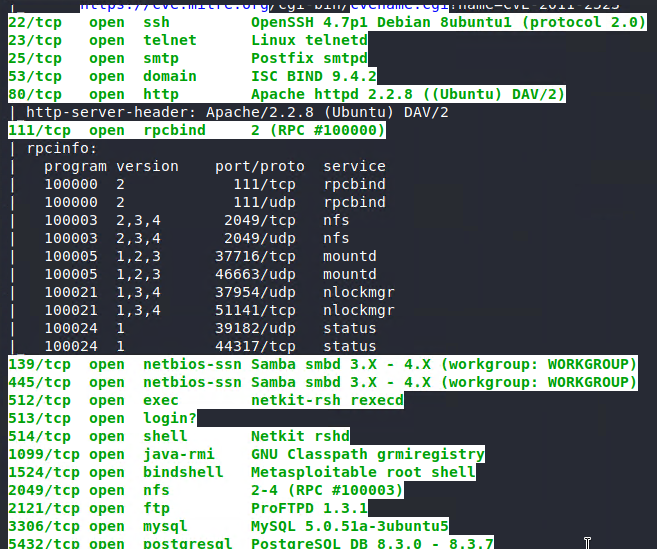 |_ https://cve.mitre.org/cgi-bin/cvename.cgi?name=CVE-2011-2523
22/tcp open ssh OpenSSH 4.7p1 Debian 8ubuntu1 (protocol 2.0)
23/tcp open telnet Linux telnetd
25/tcp open smtp Postfix smtpd
53/tcp open domain ISC BIND 9.4.2
80/tcp open http Apache httpd 2.2.8 ((Ubuntu) DAV/2)
|_http-server-header: Apache/2.2.8 (Ubuntu) DAV/2
111/tcp open rpcbind 2 (RPC #100000)
| rpcinfo:
| program version port/proto service
| 100000 2 111/tcp rpcbind
| 100000 2 111/udp rpcbind
| 100003 2,3,4 2049/tcp nfs
| 100003 2,3,4 2049/udp nfs
| 100005 1,2,3 37716/tcp mountd
| 100005 1,2,3 46663/udp mountd
| 100021 1,3,4 37954/udp nlockmgr
| 100021 1,3,4 51141/tcp nlockmgr
| 100024 1 39182/udp status
|_ 100024 1 44317/tcp status
139/tcp open netbios-ssn Samba smbd 3.X - 4.X (workgroup: WORKGROUP)
445/tcp open netbios-ssn Samba smbd 3.X - 4.X (workgroup: WORKGROUP)
512/tcp open exec netkit-rsh rexecd
513/tcp open login?
514/tcp open shell Netkit rshd
1099/tcp open java-rmi GNU Classpath grmiregistry
1524/tcp open bindshell Metasploitable root shell
2049/tcp open nfs 2-4 (RPC #100003)
2121/tcp open ftp ProFTPD 1.3.1
3306/tcp open mysql MySQL 5.0.51a-3ubuntu5
5432/tcp open postgresql PostgreSQL DB 8.3.0 - 8.3.7